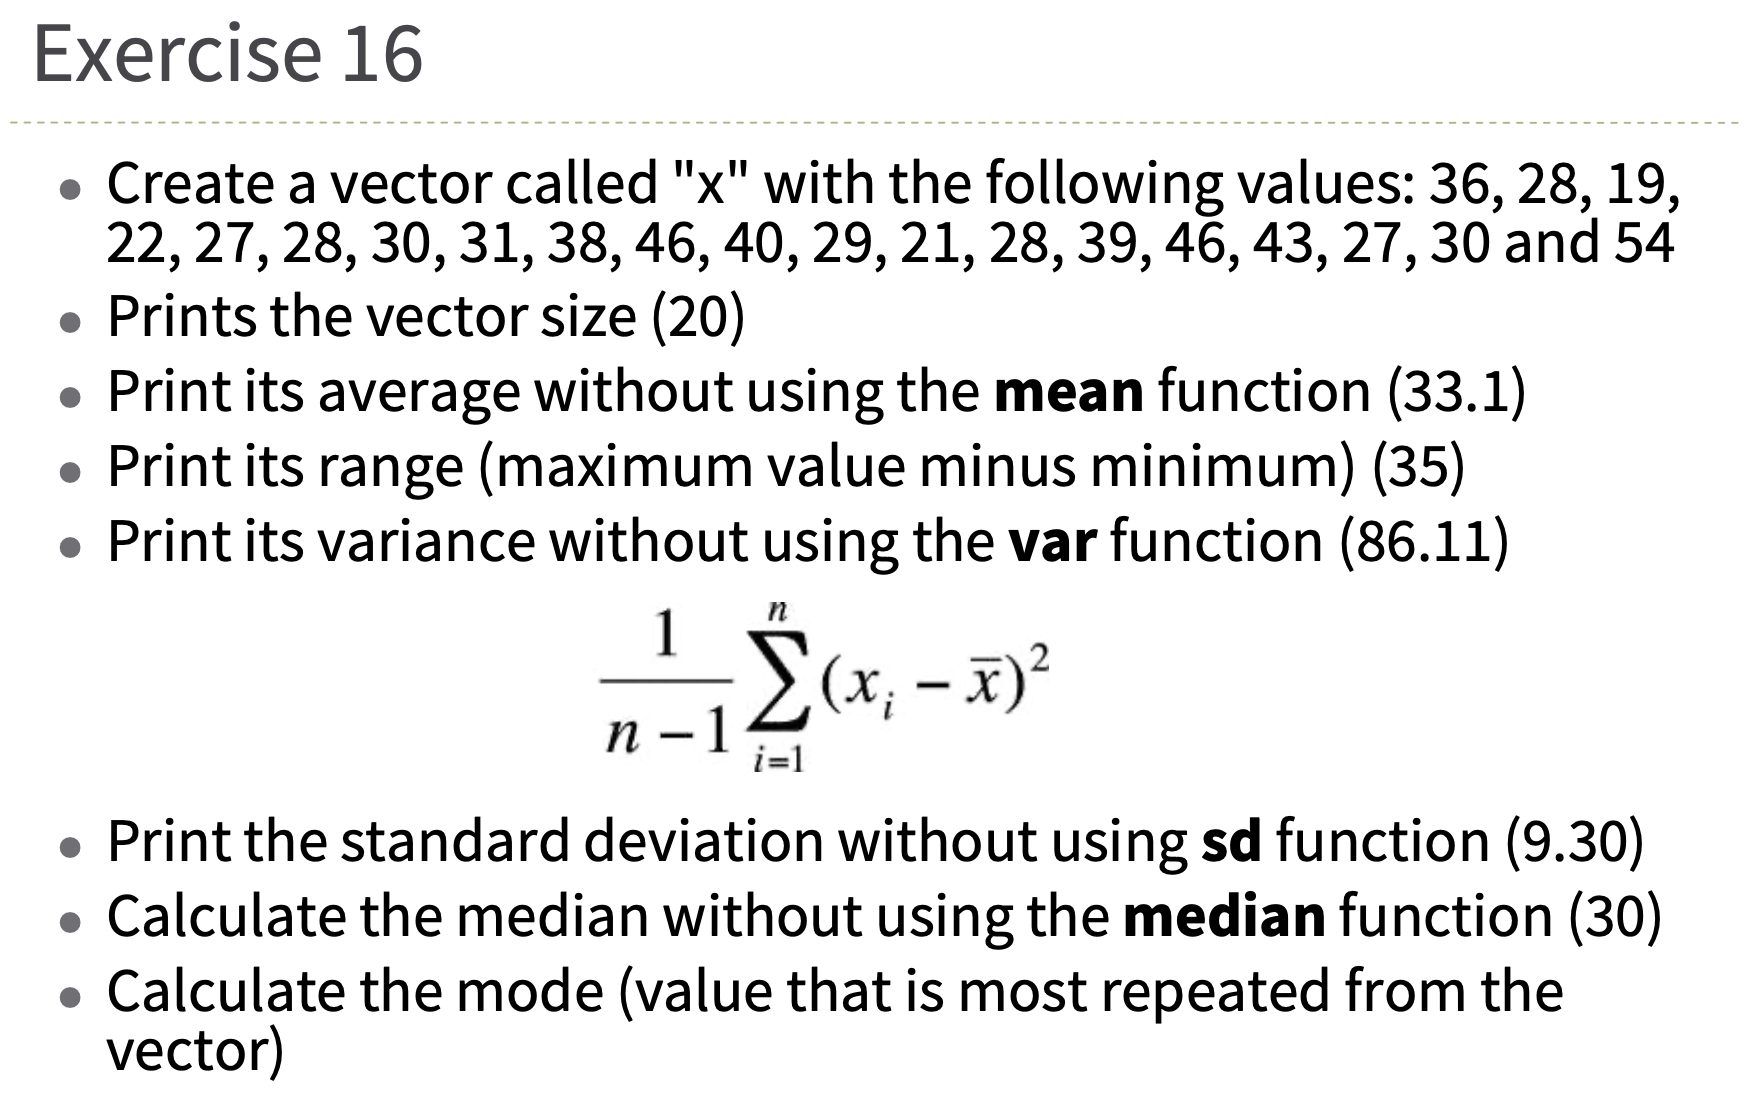 Exercise 16
• Create a vector called "x" with the following values: 36, 28, 19,
22, 27, 28, 30, 31, 38, 46, 40, 29, 21, 28, 39, 46, 43, 27, 30 and 54
• Prints the vector size (20)
• Print its average without using the mean function (33.1)
• Print its range (maximum value minus minimum) (35)
• Print its variance without using the var function (86.11)
$\frac{1}{n-1}\sum_{i=1}^{n}(x_i - \overline{x})^2$
• Print the standard deviation without using sd function (9.30)
• Calculate the median without using the median function (30)
• Calculate the mode (value that is most repeated from the
vector)